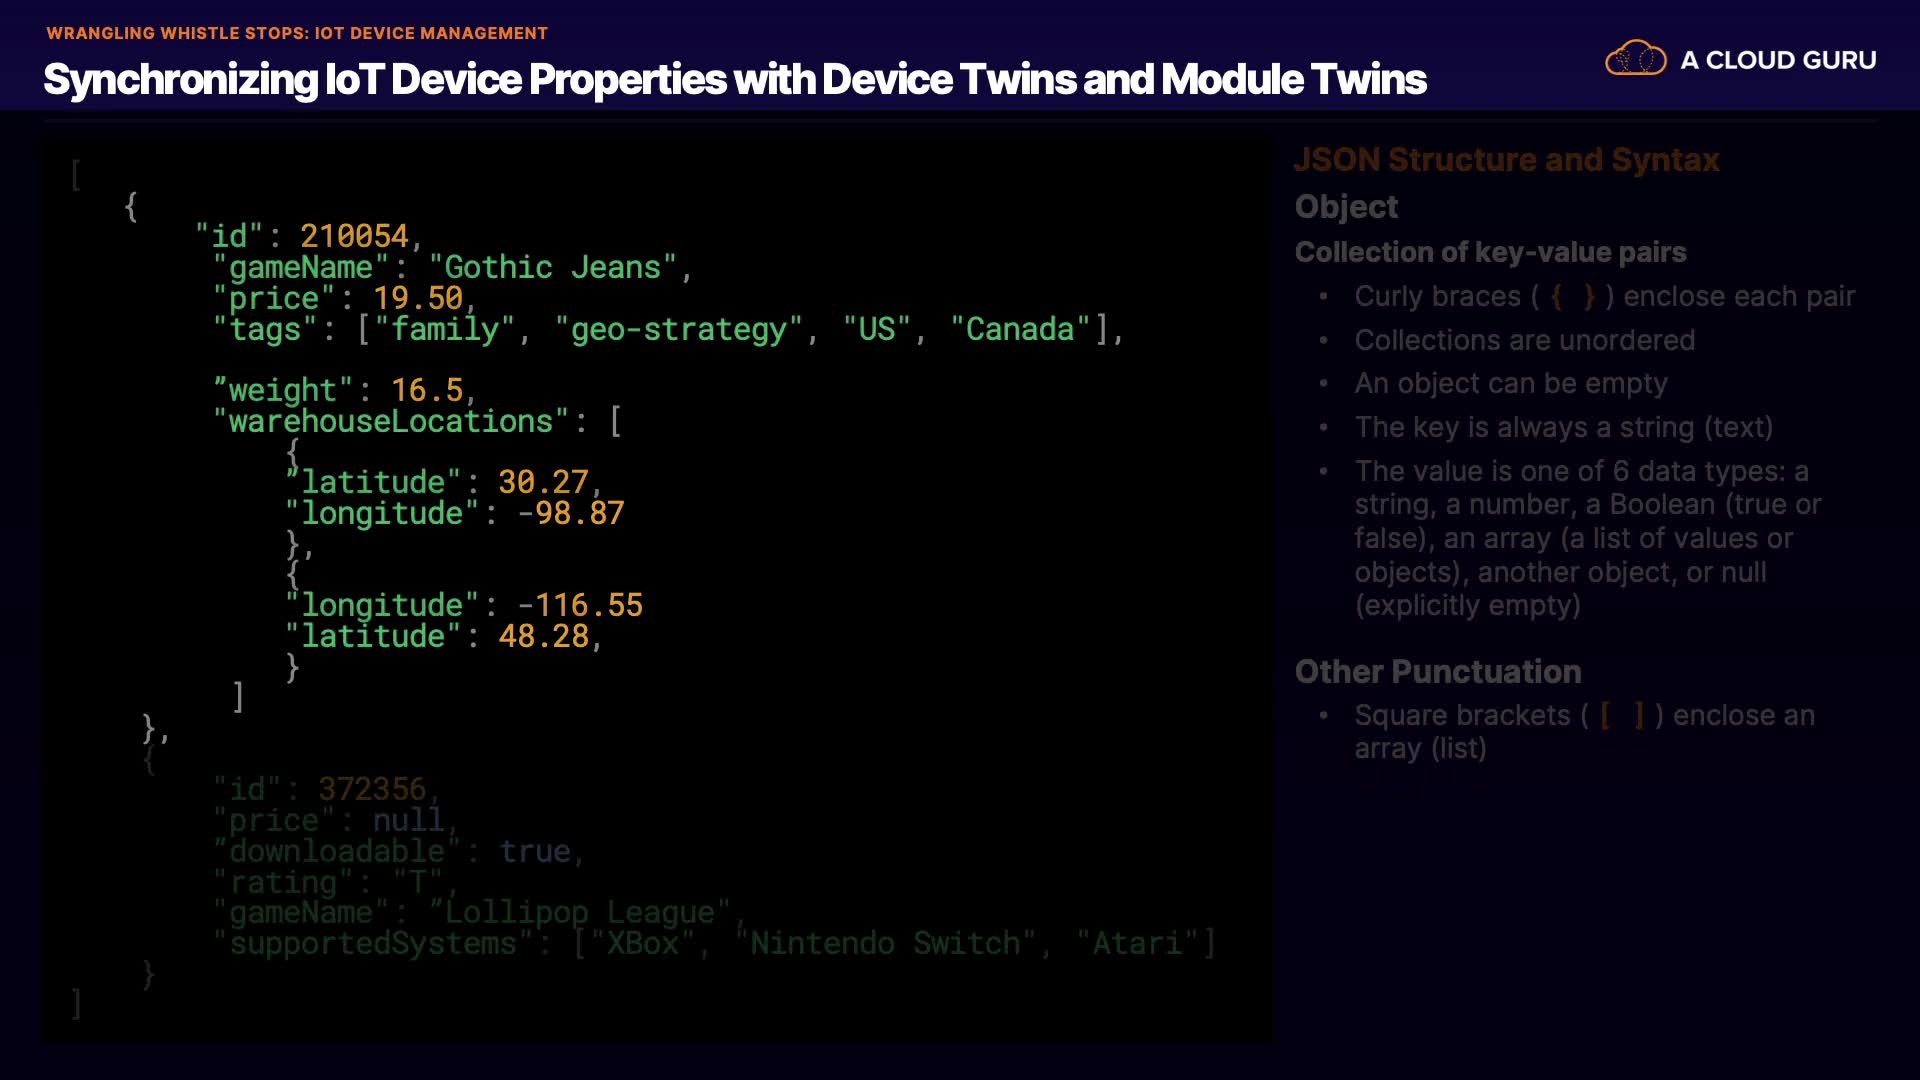 WRANGLING WHISTLE STOPS: IOT DEVICE MANAGEMENT
Synchronizing IoT Device Properties with Device Twins and Module Twins
A CLOUD GURU
[
{
"id": 210054,
"gameName": "Gothic Jeans",
"price": 19.50,
"tags": ["family", "geo-strategy", "US", "Canada"],
”weight": 16.5,
"warehouseLocations": [
{
”latitude": 30.27,
"longitude": -98.87
},
{
"longitude": -116.55
"latitude": 48.28,
}
]
},
{
"id": 372356,
"price": null,
”downloadable": true,
"rating": "T",
"gameName": ”Lollipop League",
"supportedSystems": ["XBox", "Nintendo Switch", "Atari"]
}
]
JSON Structure and Syntax
Object
Collection of key-value pairs
• Curly braces ( { } ) enclose each pair
• Collections are unordered
• An object can be empty
• The key is always a string (text)
• The value is one of 6 data types: a
string, a number, a Boolean (true or
false), an array (a list of values or
objects), another object, or null
(explicitly empty)
Other Punctuation
• Square brackets ( [ ] ) enclose an
array (list)